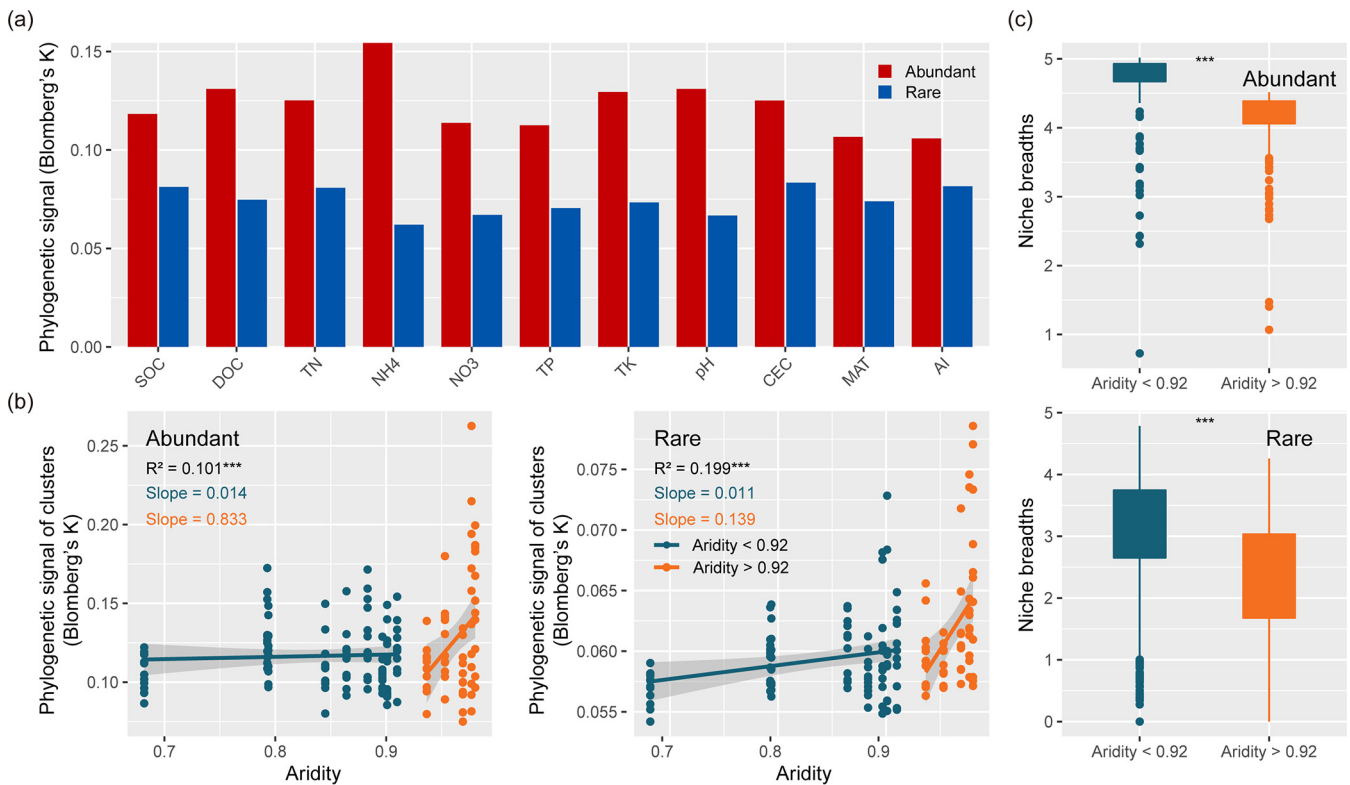 (a)
Phylogenetic signal (Blomberg's K)
0.15
0.10
0.05
0.00
Abundant
Rare
SOC
DOC
TN
NH4
NO3
TP
TK
pH
CEC
MAT
AI
(b)
Phylogenetic signal of clusters
(Blomberg's K)
0.25
0.20
0.15
0.10
Abundant
R² = 0.101***
Slope = 0.014
Slope = 0.833
0.7
0.8
0.9
Aridity
Phylogenetic signal of clusters
(Blomberg's K)
0.075
0.070
0.065
0.060
0.055
Rare
R² = 0.199***
Slope = 0.011
Slope = 0.139
Aridity < 0.92
Aridity > 0.92
0.7
0.8
0.9
Aridity
(c)
Niche breadths
5
4
3
2
1
***
Abundant
Aridity < 0.92
Aridity > 0.92
Niche breadths
5
4
3
2
1
0
***
Rare
Aridity < 0.92
Aridity > 0.92